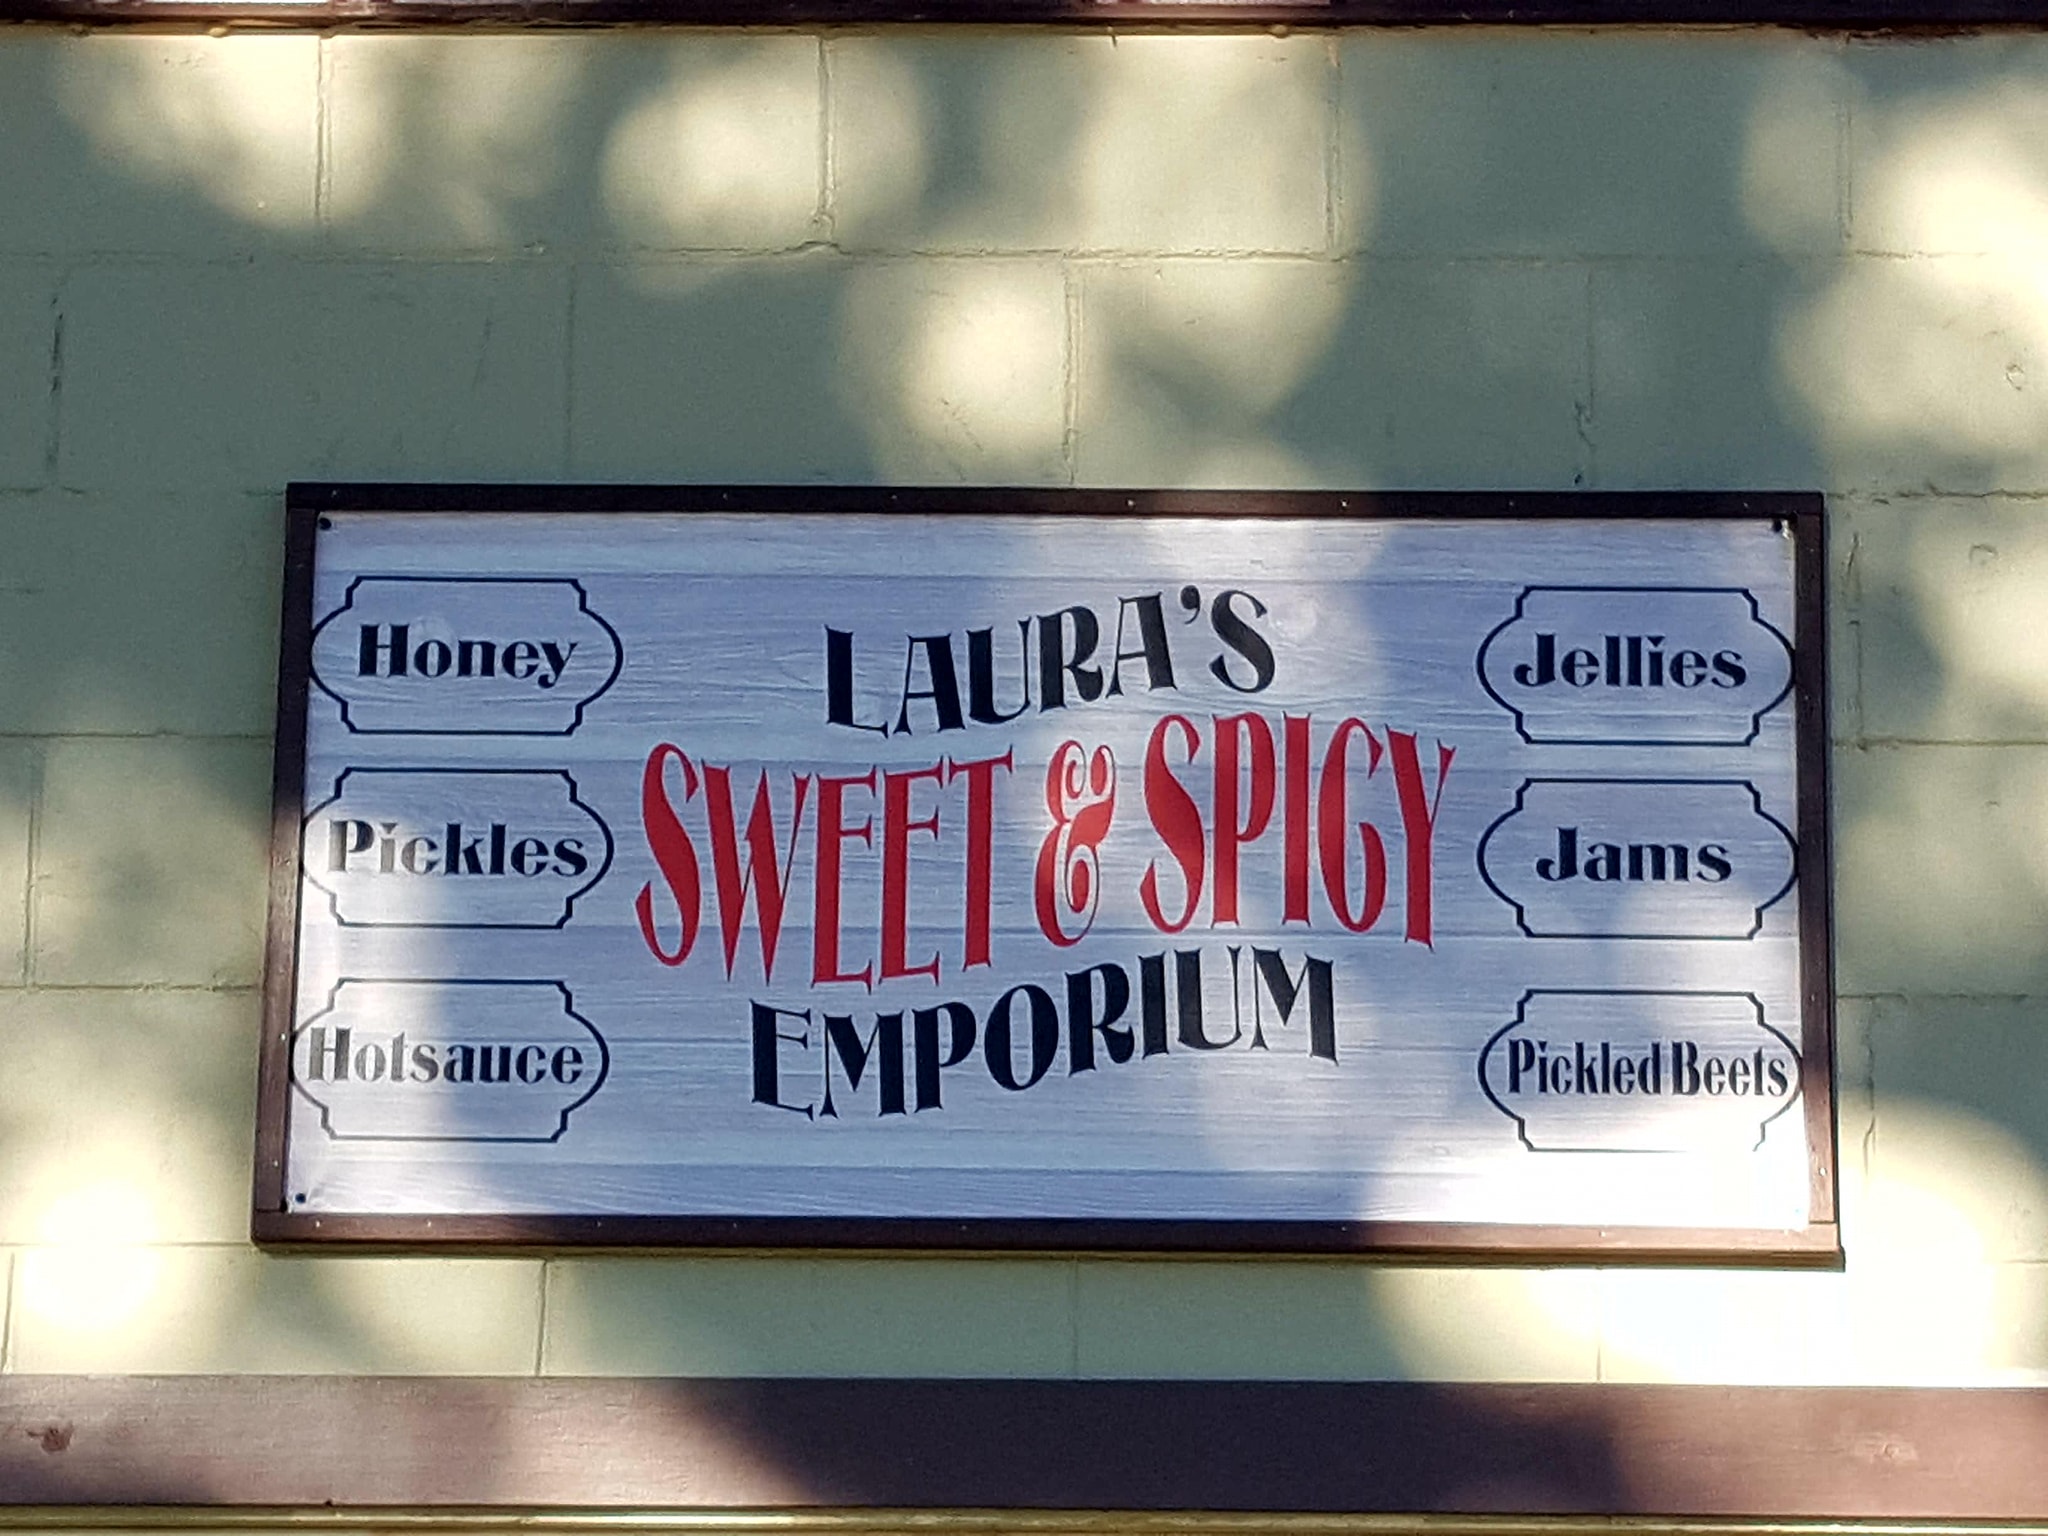 Honey
Pickles
Hotsauce
LAURA'S
SWEET & SPICY
EMPORIUM
Jellies
Jams
Pickled Beets